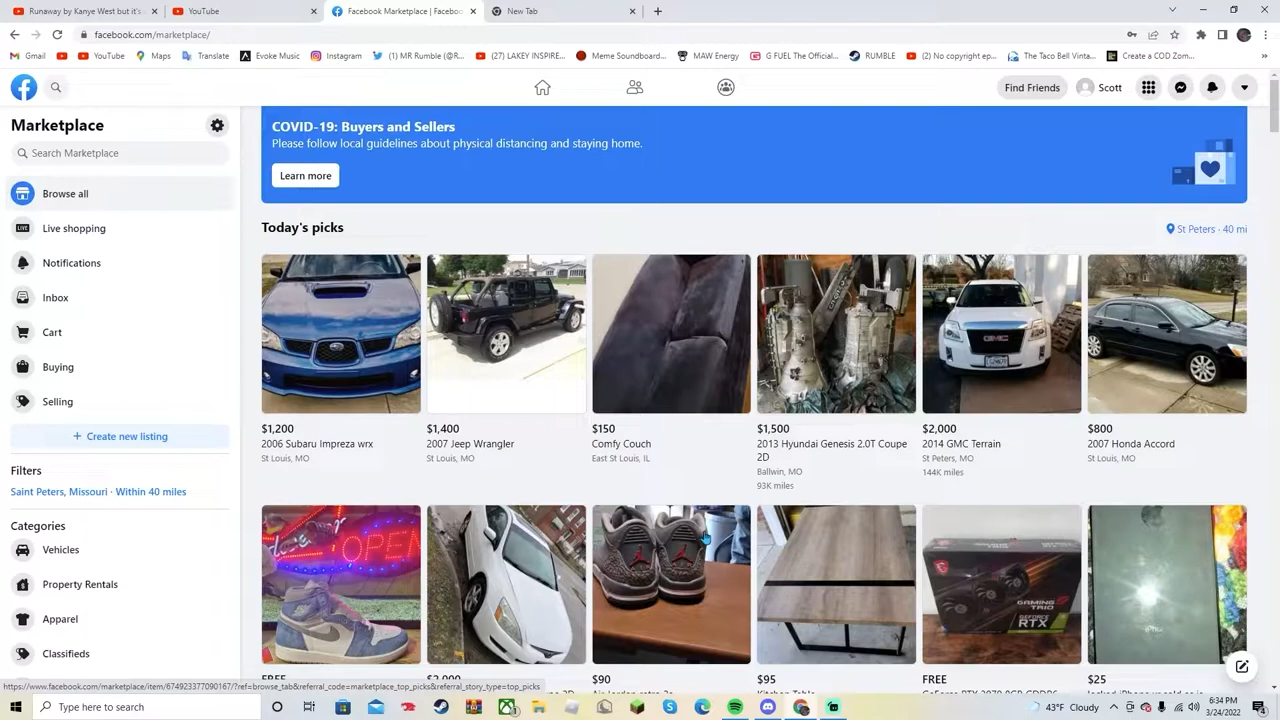 Runaway by Kanye West but it's
YouTube
Facebook Marketplace | Facebo
New Tab
facebook.com/marketplace/
Gmail
YouTube
Maps
Translate
Evoke Music
Instagram
(1) MR Rumble (@R...
(27) LAKEY INSPIRE...
Meme Soundboard...
MAW Energy
G FUEL The Official...
RUMBLE
(2) No copyright ep...
The Taco Bell Vinta...
Create a COD Zom...
Find Friends
Scott
Marketplace
Search Marketplace
Browse all
LIVE Live shopping
Notifications
Inbox
Cart
Buying
Selling
+ Create new listing
Filters
Saint Peters, Missouri · Within 40 miles
Categories
Vehicles
Property Rentals
Apparel
Classifieds
COVID-19: Buyers and Sellers
Please follow local guidelines about physical distancing and staying home.
Learn more
Today's picks
St Peters · 40 mi
$1,200
2006 Subaru Impreza wrx
St Louis, MO
$1,400
2007 Jeep Wrangler
St Louis, MO
$150
Comfy Couch
East St Louis, IL
$1,500
2013 Hyundai Genesis 2.0T Coupe
2D
Ballwin, MO
93K miles
$2,000
2014 GMC Terrain
St Peters, MO
144K miles
$800
2007 Honda Accord
St Louis, MO
OPEN
GAMING
TRIO
GEFORCE
RTX
FREE
$90
$95
Kitchen Table
FREE
$25
https://www.facebook.com/marketplace/item/674923377090167/?ref=browse_tab&referral_code=marketplace_top_picks&referral_story_type=top_picks
Type here to search
43°F Cloudy
6:34 PM
3/24/2022